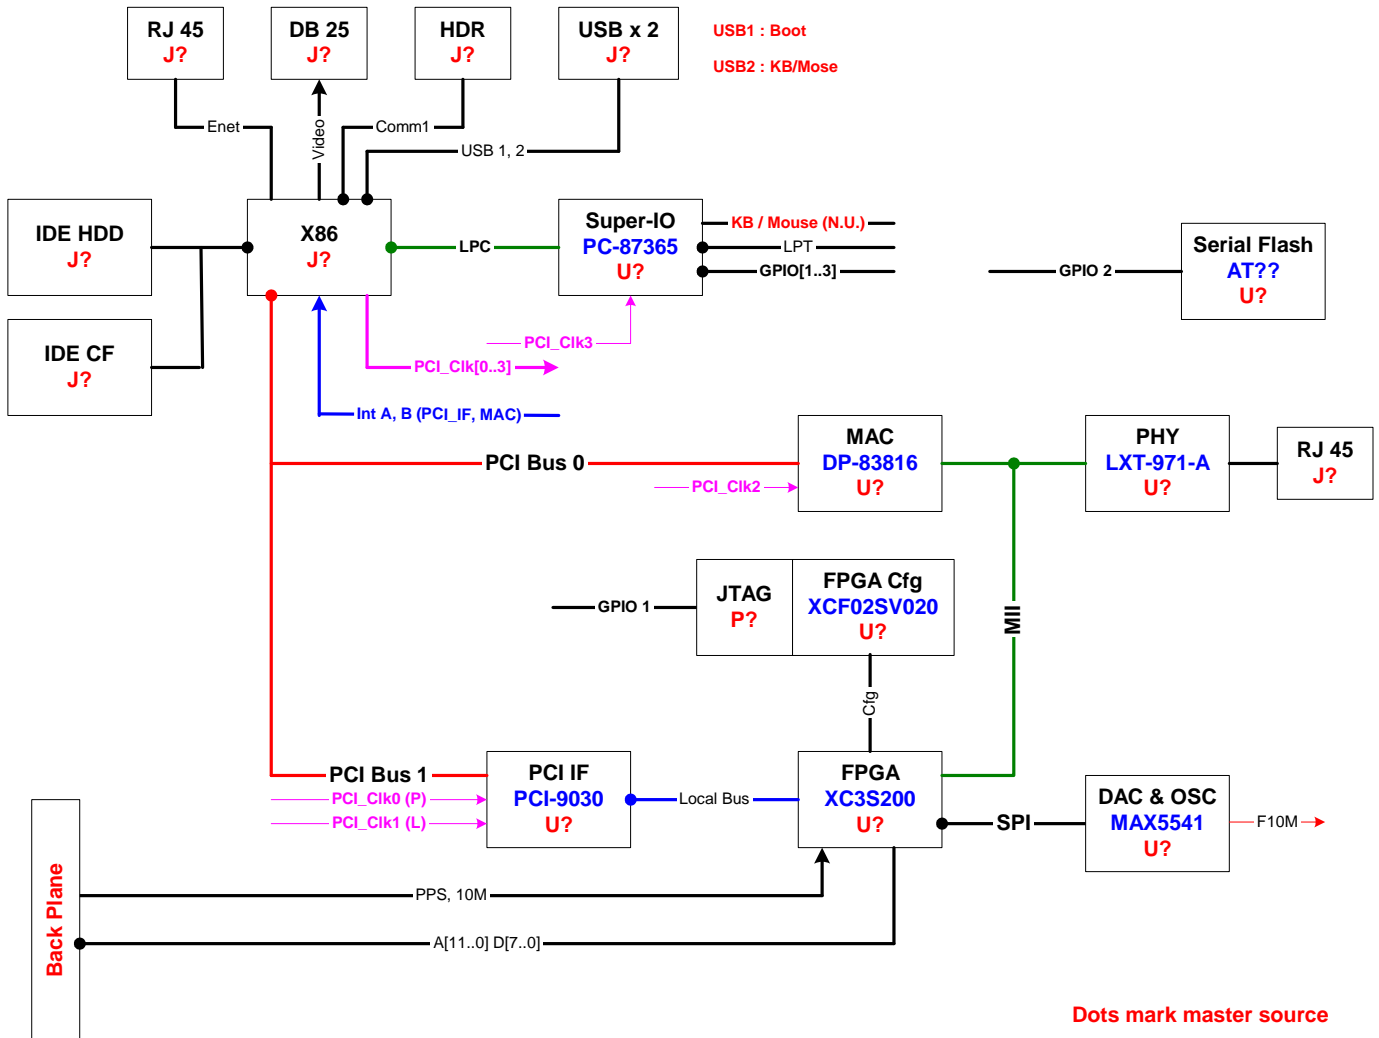 RJ 45
J?
DB 25
J?
HDR
J?
USB x 2
J?
USB1 : Boot
USB2 : KB/Mose
Enet
Video
Comm1
USB 1, 2
IDE HDD
J?
X86
J?
LPC
Super-IO
PC-87365
U?
KB / Mouse (N.U.)
LPT
GPIO[1..3]
GPIO 2
Serial Flash
AT??
U?
IDE CF
J?
PCI_Clk3
PCI_Clk[0..3]
Int A, B (PCI_IF, MAC)
PCI Bus 0
PCI_Clk2
MAC
DP-83816
U?
PHY
LXT-971-A
U?
RJ 45
J?
GPIO 1
JTAG
P?
FPGA Cfg
XCF02SV020
U?
MII
Cfg
PCI Bus 1
PCI_Clk0 (P)
PCI_Clk1 (L)
PCI IF
PCI-9030
U?
Local Bus
FPGA
XC3S200
U?
SPI
DAC & OSC
MAX5541
U?
F10M
Back Plane
PPS, 10M
A[11..0] D[7..0]
Dots mark master source